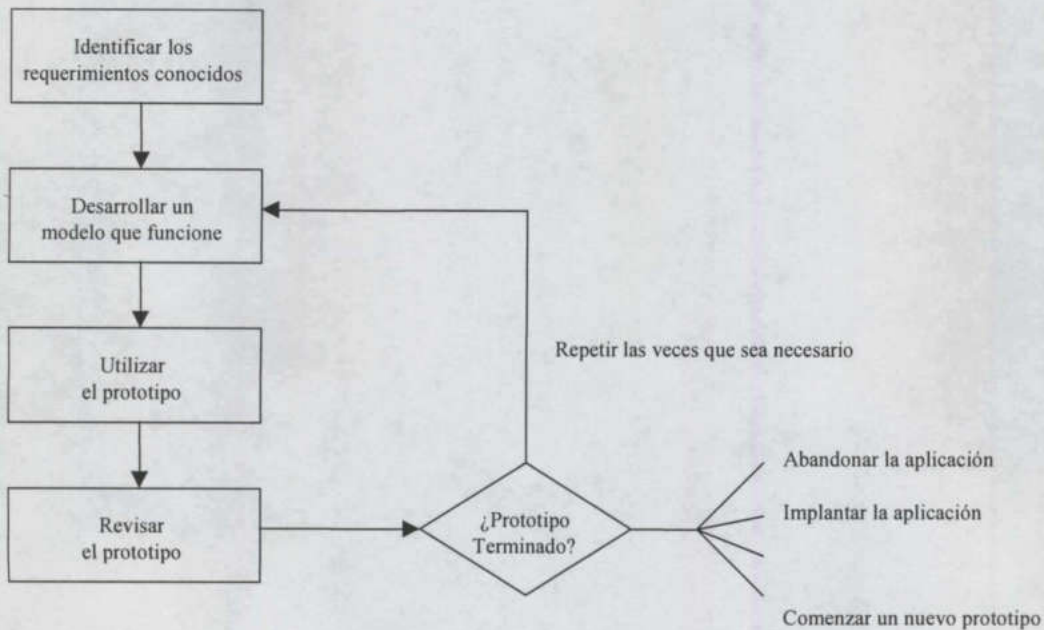 Identificar los
requerimientos conocidos
Desarrollar un
modelo que funcione
Utilizar
el prototipo
Repetir las veces que sea necesario
Revisar
el prototipo
¿Prototipo
Terminado?
Abandonar la aplicación
Implantar la aplicación
Comenzar un nuevo prototipo